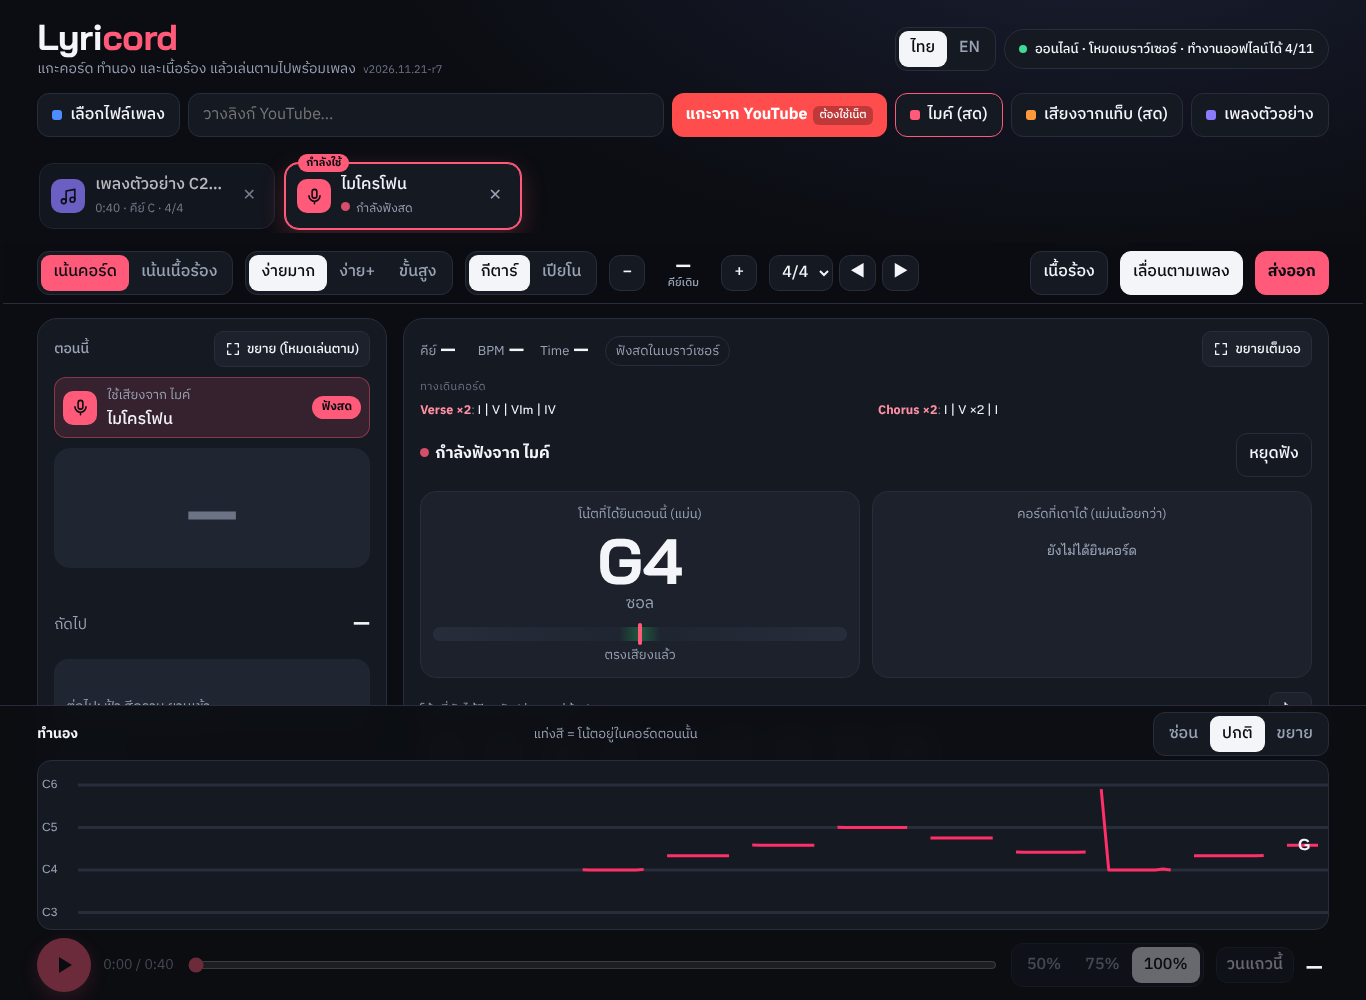 Lyricord
แกะคอร์ด ทำนอง และเนื้อร้อง แล้วเล่นตามไปพร้อมเพลง v2026.11.21-r7
ไทย EN
ออนไลน์ · โหมดเบราว์เซอร์ · ทำงานออฟไลน์ได้ 4/11
เลือกไฟล์เพลง
วางลิงก์ YouTube...
แกะจาก YouTube ต้องใช้เน็ต
ไมค์ (สด)
เสียงจากแท็บ (สด)
เพลงตัวอย่าง
เพลงตัวอย่าง C2...
0:40 · คีย์ C · 4/4
×
กำลังใช้
ไมโครโฟน
กำลังฟังสด
×
เน้นคอร์ด เน้นเนื้อร้อง
ง่ายมาก ง่าย+ ขั้นสูง
กีตาร์ เปียโน
− — +
คีย์เดิม
4/4
เนื้อร้อง
เลื่อนตามเพลง
ส่งออก
ตอนนี้
ขยาย (โหมดเล่นตาม)
ใช้เสียงจาก ไมค์
ไมโครโฟน
ฟังสด
—
ถัดไป —
คีย์ — BPM — Time — ฟังสดในเบราว์เซอร์
ขยายเต็มจอ
ทางเดินคอร์ด
Verse ×2: I | V | VIm | IV
Chorus ×2: I | V ×2 | I
กำลังฟังจาก ไมค์
หยุดฟัง
โน้ตที่ได้ยินตอนนี้ (แม่น)
G4
ซอล
ตรงเสียงแล้ว
คอร์ดที่เดาได้ (แม่นน้อยกว่า)
ยังไม่ได้ยินคอร์ด
ทำนอง
แท่งสี = โน้ตอยู่ในคอร์ดตอนนั้น
ซ่อน ปกติ ขยาย
C6
C5
G
C4
C3
0:00 / 0:40
50% 75% 100%
วนแถวนี้ —